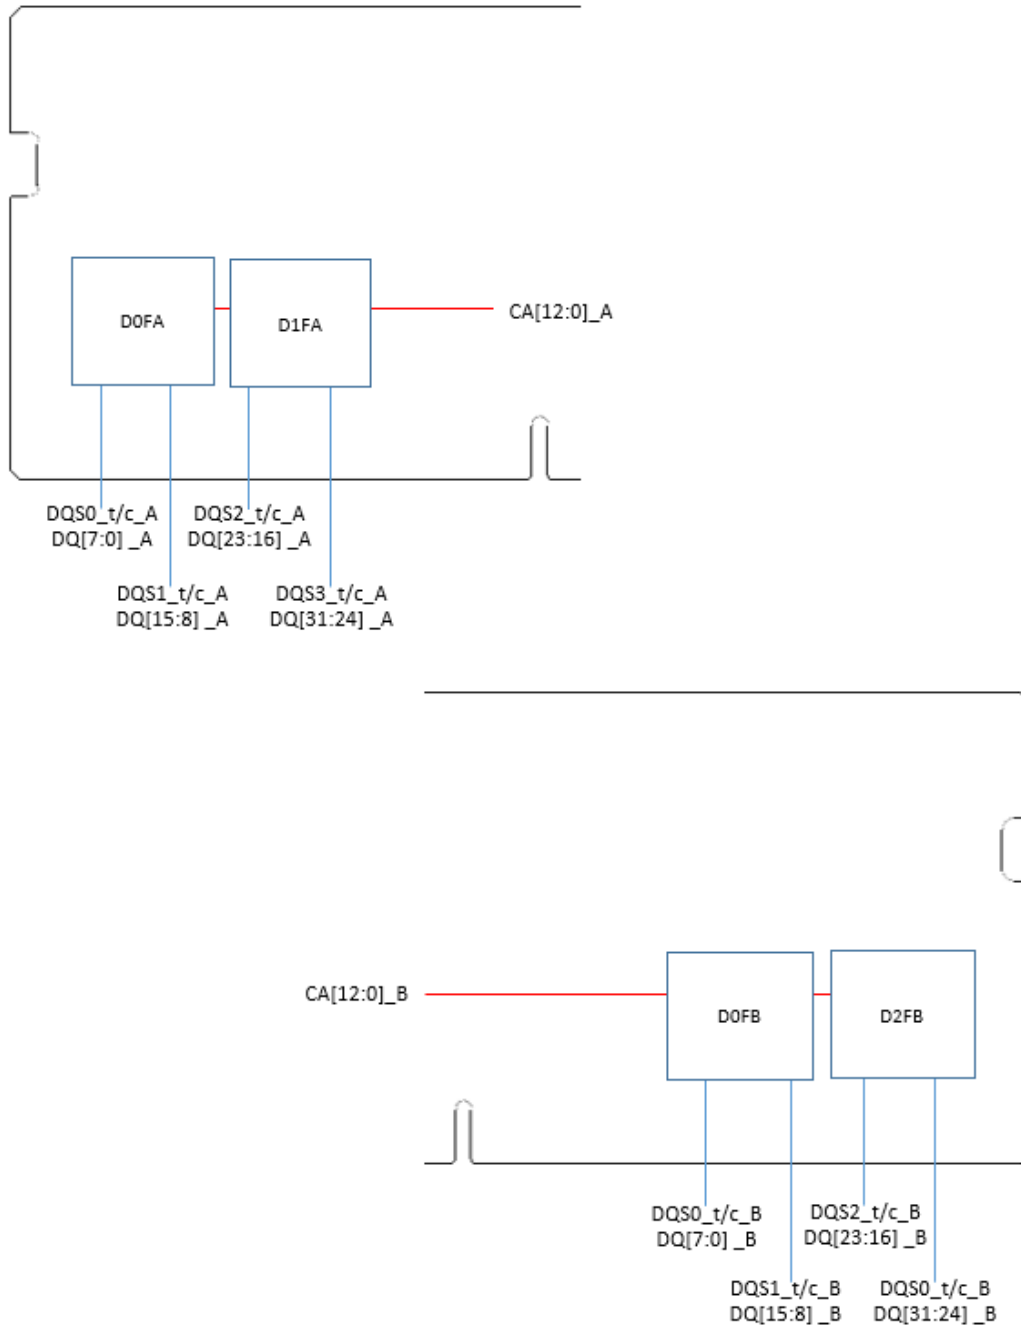 D0FA
D1FA
CA[12:0]_A
DQS0_t/c_A
DQ[7:0] _A
DQS2_t/c_A
DQ[23:16] _A
DQS1_t/c_A
DQ[15:8] _A
DQS3_t/c_A
DQ[31:24] _A
CA[12:0]_B
D0FB
D2FB
DQS0_t/c_B
DQ[7:0] _B
DQS2_t/c_B
DQ[23:16] _B
DQS1_t/c_B
DQ[15:8] _B
DQS0_t/c_B
DQ[31:24] _B